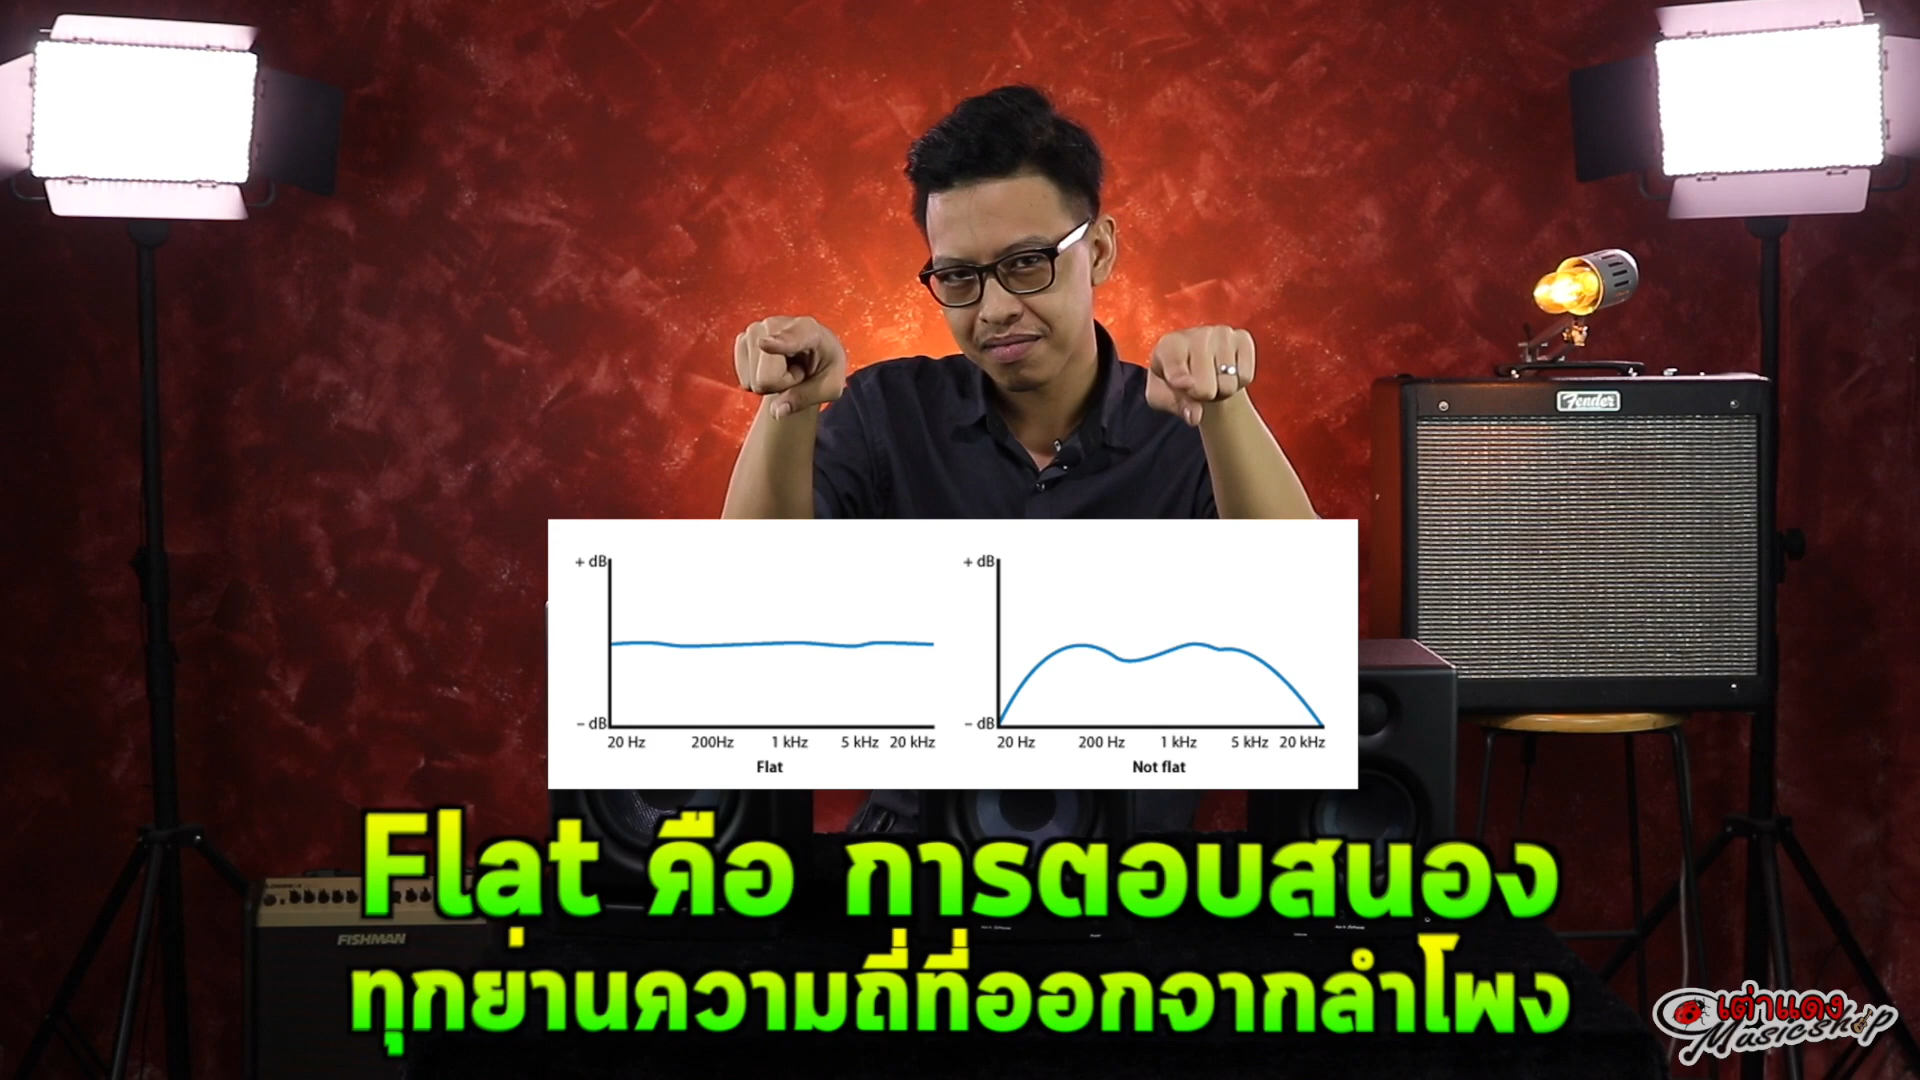 Fender
+ dB
– dB
20 Hz 200Hz 1 kHz 5 kHz 20 kHz
Flat
+ dB
– dB
20 Hz 200 Hz 1 kHz 5 kHz 20 kHz
Not flat
Flat คือ การตอบสนอง
ทุกย่านความถี่ที่ออกจากลำโพง
FISHMAN
เต่าแดง
Musicshop